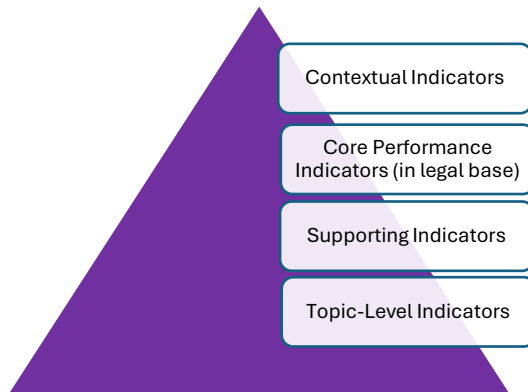 Contextual Indicators
Core Performance
Indicators (in legal base)
Supporting Indicators
Topic-Level Indicators